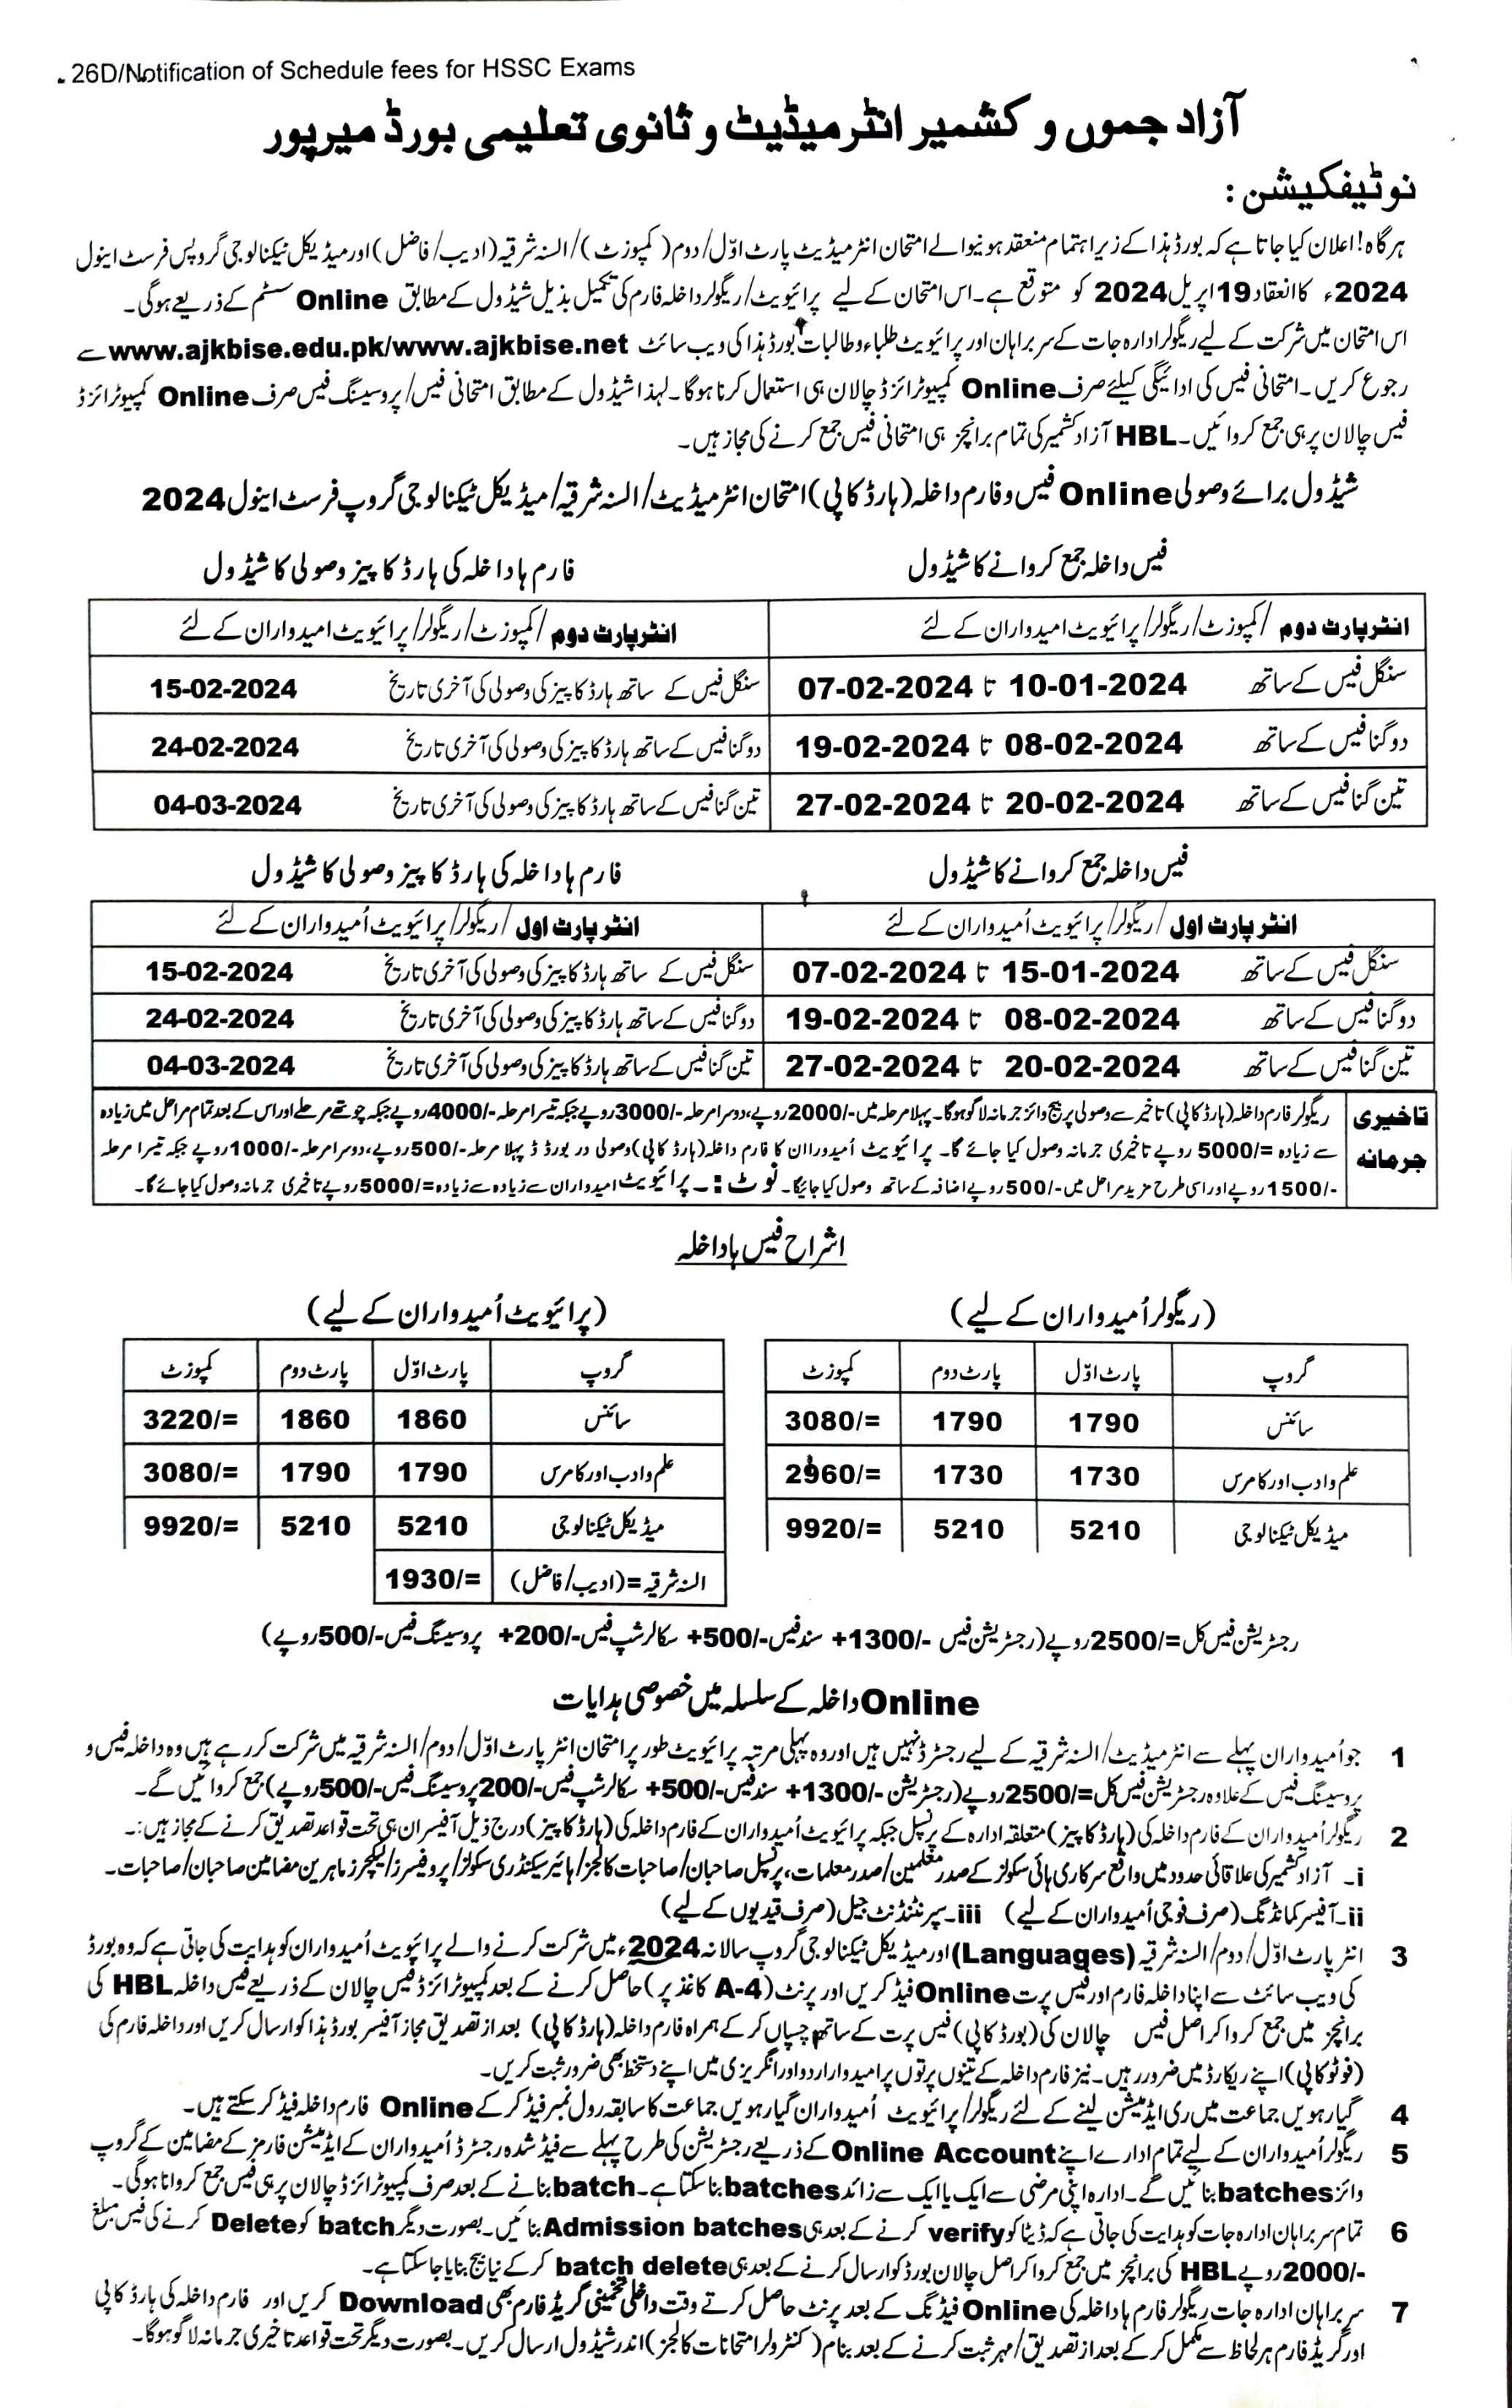 26D/Notification of Schedule fees for HSSC Exams
آزاد جموں و کشمیر انٹرمیڈیٹ و ثانوی تعلیمی بورڈ میرپور
نوٹیفکیشن :
ہرگاہ! اعلان کیا جاتا ہے کہ بورڈ ہذا کے زیر اہتمام منعقد ہونیوالے امتحان انٹرمیڈیٹ پارٹ اوّل/دوم (کمپوزٹ)/السنہ شرقیہ (ادیب/فاضل) اور میڈیکل ٹیکنالوجی گروپس فرسٹ اینول
2024ء کا انعقاد 19 اپریل 2024 کو متوقع ہے۔ اس امتحان کے لیے پرائیویٹ/ریگولر داخلہ فارم کی تکمیل بذیل شیڈول کے مطابق Online سسٹم کے ذریعے ہوگی۔
اس امتحان میں شرکت کے لیے ریگولر ادارہ جات کے سربراہان اور پرائیویٹ طلباء و طالبات بورڈ ہذا کی ویب سائٹ www.ajkbise.edu.pk/www.ajkbise.net سے
رجوع کریں۔ امتحانی فیس کی ادائیگی کیلئے صرف Online کمپیوٹرائزڈ چالان ہی استعمال کرنا ہوگا۔ لہذا شیڈول کے مطابق امتحانی فیس/پروسیسنگ فیس صرف Online کمپیوٹرائزڈ
فیس چالان پر ہی جمع کروائیں۔ HBL آزاد کشمیر کی تمام برانچز ہی امتحانی فیس جمع کرنے کی مجاز ہیں۔
شیڈول برائے وصولی Online فیس و فارم داخلہ (ہارڈ کاپی) امتحان انٹرمیڈیٹ/السنہ شرقیہ/میڈیکل ٹیکنالوجی گروپ فرسٹ اینول 2024
فیس داخلہ جمع کروانے کا شیڈول
فارم ہا داخلہ کی ہارڈ کاپیز وصولی کا شیڈول
انٹر پارٹ دوم /کمپوزٹ/ریگولر/پرائیویٹ امیدواران کے لئے
انٹر پارٹ دوم /کمپوزٹ/ریگولر/پرائیویٹ امیدواران کے لئے
سنگل فیس کے ساتھ 10-01-2024 تا 07-02-2024
سنگل فیس کے ساتھ ہارڈ کاپیز کی وصولی کی آخری تاریخ 15-02-2024
دوگنا فیس کے ساتھ 08-02-2024 تا 19-02-2024
دوگنا فیس کے ساتھ ہارڈ کاپیز کی وصولی کی آخری تاریخ 24-02-2024
تین گنا فیس کے ساتھ 20-02-2024 تا 27-02-2024
تین گنا فیس کے ساتھ ہارڈ کاپیز کی وصولی کی آخری تاریخ 04-03-2024
فیس داخلہ جمع کروانے کا شیڈول
فارم ہا داخلہ کی ہارڈ کاپیز وصولی کا شیڈول
انٹر پارٹ اول /ریگولر/پرائیویٹ اُمیدواران کے لئے
انٹر پارٹ اول /ریگولر/پرائیویٹ اُمیدواران کے لئے
سنگل فیس کے ساتھ 15-01-2024 تا 07-02-2024
سنگل فیس کے ساتھ ہارڈ کاپیز کی وصولی کی آخری تاریخ 15-02-2024
دوگنا فیس کے ساتھ 08-02-2024 تا 19-02-2024
دوگنا فیس کے ساتھ ہارڈ کاپیز کی وصولی کی آخری تاریخ 24-02-2024
تین گنا فیس کے ساتھ 20-02-2024 تا 27-02-2024
تین گنا فیس کے ساتھ ہارڈ کاپیز کی وصولی کی آخری تاریخ 04-03-2024
تاخیری جرمانہ
ریگولر فارم داخلہ (ہارڈ کاپی) تاخیر سے وصولی پر بیج وائز جرمانہ لاگو ہوگا۔ پہلا مرحلہ میں -/2000 روپے، دوسرا مرحلہ -/3000 روپے جبکہ تیسرا مرحلہ -/4000 روپے جبکہ چوتھے مرحلے اور اس کے بعد تمام مراحل میں زیادہ
سے زیادہ =/5000 روپے تاخیری جرمانہ وصول کیا جائے گا۔ پرائیویٹ اُمیدوراان کا فارم داخلہ (ہارڈ کاپی) وصولی در بورڈ پہلا مرحلہ -/500 روپے، دوسرا مرحلہ -/1000 روپے جبکہ تیسرا مرحلہ
-/1500 روپے اور اسی طرح مزید مراحل میں -/500 روپے اضافہ کے ساتھ وصول کیا جائیگا۔ نوٹ:۔ پرائیویٹ امیدواران سے زیادہ سے زیادہ =/5000 روپے تاخیری جرمانہ وصول کیا جائے گا۔
اشراح فیس ہا داخلہ
(ریگولر اُمیدواران کے لیے)
گروپ پارٹ اوّل پارٹ دوم کمپوزٹ
سائنس 1790 1790 3080/=
علم و ادب اور کامرس 1730 1730 2960/=
میڈیکل ٹیکنالوجی 5210 5210 9920/=
(پرائیویٹ اُمیدواران کے لیے)
گروپ پارٹ اوّل پارٹ دوم کمپوزٹ
سائنس 1860 1860 3220/=
علم و ادب اور کامرس 1790 1790 3080/=
میڈیکل ٹیکنالوجی 5210 5210 9920/=
السنہ شرقیہ = (ادیب/فاضل) 1930/=
رجسٹریشن فیس کل =/2500 روپے (رجسٹریشن فیس -/1300+ سند فیس -/500+ سکالرشپ فیس -/200+ پروسیسنگ فیس -/500 روپے)
Online داخلہ کے سلسلہ میں خصوصی ہدایات
1 جو اُمیدواران پہلے سے انٹرمیڈیٹ/السنہ شرقیہ کے لیے رجسٹرڈ نہیں ہیں اور وہ پہلی مرتبہ پرائیویٹ طور پر امتحان انٹر پارٹ اوّل/دوم/السنہ شرقیہ میں شرکت کر رہے ہیں وہ داخلہ فیس و
پروسیسنگ فیس کے علاوہ رجسٹریشن فیس کل =/2500 روپے (رجسٹریشن -/1300+ سند فیس -/500+ سکالرشپ فیس -/200 پروسیسنگ فیس -/500 روپے) جمع کروائیں گے۔
2 ریگولر اُمیدواران کے فارم داخلہ کی (ہارڈ کاپیز) متعلقہ ادارہ کے پرنسپل جبکہ پرائیویٹ اُمیدواران کے فارم داخلہ کی (ہارڈ کاپیز) درج ذیل آفیسران ہی تحت قواعد تصدیق کرنے کے مجاز ہیں:۔
i۔ آزاد کشمیر کی علاقائی حدود میں واقع سرکاری ہائی سکولز کے صدر معلمین/صدر معلمات، پرنسپل صاحبان/صاحبات کالجز/ہائیر سیکنڈری سکولز/پروفیسرز/لیکچرز ماہرین مضامین صاحبان/صاحبات۔
ii۔ آفیسر کمانڈنگ (صرف فوجی اُمیدواران کے لیے) iii۔ سپرنٹنڈنٹ جیل (صرف قیدیوں کے لیے)
3 انٹر پارٹ اوّل/دوم/السنہ شرقیہ (Languages) اور میڈیکل ٹیکنالوجی گروپ سالانہ 2024ء میں شرکت کرنے والے پرائیویٹ اُمیدواران کو ہدایت کی جاتی ہے کہ وہ بورڈ
کی ویب سائٹ سے اپنا داخلہ فارم اور فیس پرت Online فیڈ کریں اور پرنٹ (A-4 کاغذ پر) حاصل کرنے کے بعد کمپیوٹرائزڈ فیس چالان کے ذریعے فیس داخلہ HBL کی
برانچز میں جمع کروا کر اصل فیس چالان کی (بورڈ کاپی) فیس پرت کے ساتھ چسپاں کر کے ہمراہ فارم داخلہ (ہارڈ کاپی) بعد از تصدیق مجاز آفیسر بورڈ ہذا کو ارسال کریں اور داخلہ فارم کی
(فوٹو کاپی) اپنے ریکارڈ میں ضرور رہیں۔ نیز فارم داخلہ کے تینوں پرتوں پر امیدوار اردو اور انگریزی میں اپنے دستخط بھی ضرور ثبت کریں۔
4 گیارہویں جماعت میں ری ایڈمیشن لینے کے لئے ریگولر/پرائیویٹ اُمیدواران گیارہویں جماعت کا سابقہ رول نمبر فیڈ کر کے Online فارم داخلہ فیڈ کر سکتے ہیں۔
5 ریگولر اُمیدواران کے لیے تمام ادارے اپنے Online Account کے ذریعے رجسٹریشن کی طرح پہلے سے فیڈ شدہ رجسٹرڈ اُمیدواران کے ایڈمیشن فارمز کے مضامین کے گروپ
وائز batches بنائیں گے۔ ادارہ اپنی مرضی سے ایک یا ایک سے زائد batches بنا سکتا ہے۔ batch بنانے کے بعد صرف کمپیوٹرائزڈ چالان پر ہی فیس جمع کروانا ہوگی۔
6 تمام سربراہان ادارہ جات کو ہدایت کی جاتی ہے کہ ڈیٹا کو verify کرنے کے بعد ہی Admission batches بنائیں۔ بصورت دیگر batch کو Delete کرنے کی فیس مبلغ
-/2000 روپے HBL کی برانچز میں جمع کروا کر اصل چالان بورڈ کو ارسال کرنے کے بعد ہی batch delete کر کے نیا بیج بنایا جا سکتا ہے۔
7 سربراہان ادارہ جات ریگولر فارم ہا داخلہ کی Online فیڈنگ کے بعد پرنٹ حاصل کرتے وقت داخلی تخمینی گریڈ فارم بھی Download کریں اور فارم داخلہ کی ہارڈ کاپی
اور گریڈ فارم ہر لحاظ سے مکمل کر کے بعد از تصدیق/مہر ثبت کرنے کے بعد بنام (کنٹرولر امتحانات کالجز) اندر شیڈول ارسال کریں۔ بصورت دیگر تحت قواعد تاخیری جرمانہ لاگو ہوگا۔